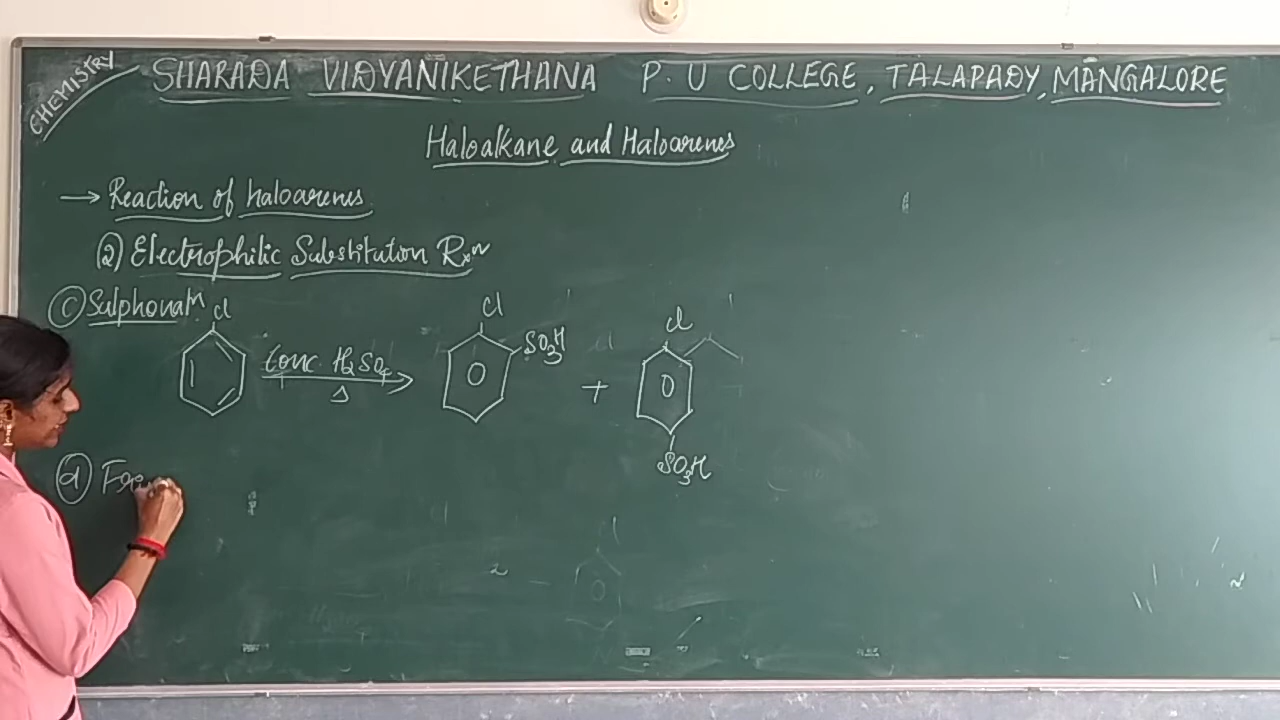 CHEMISTRY
SHARADA VIDYANIKETHANA P. U COLLEGE, TALAPADY, MANGALORE
Haloalkane and Haloarenes
→ Reaction of haloarenes
(2) Electrophilic Substitution Rxn
(C) Sulphonatn
Cl
Conc. H2SO4
Δ
Cl
SO3H
+
Cl
SO3H
(d)